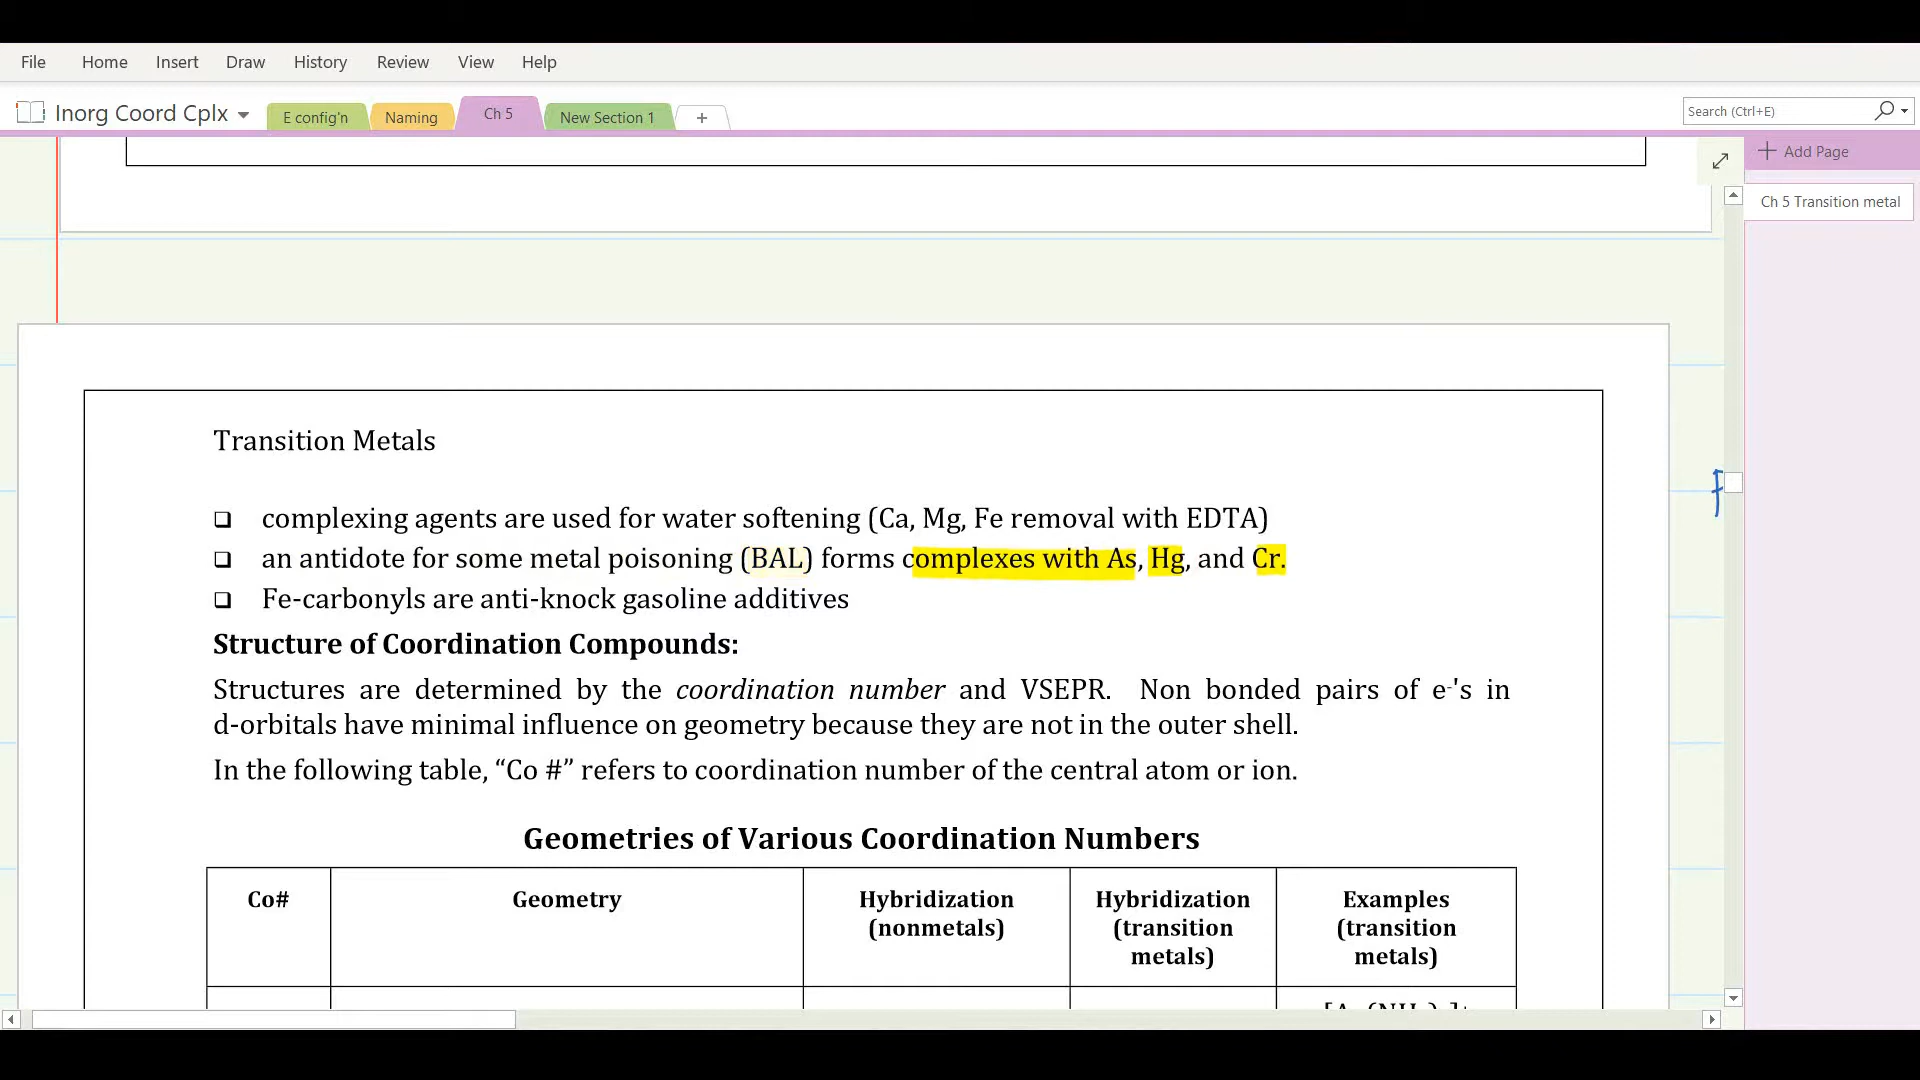 File Home Insert Draw History Review View Help
Inorg Coord Cplx E config'n Naming Ch 5 New Section 1 + Search (Ctrl+E)
Add Page
Ch 5 Transition metal
Transition Metals
❑ complexing agents are used for water softening (Ca, Mg, Fe removal with EDTA)
❑ an antidote for some metal poisoning (BAL) forms complexes with As, Hg, and Cr.
❑ Fe-carbonyls are anti-knock gasoline additives
Structure of Coordination Compounds:
Structures are determined by the coordination number and VSEPR. Non bonded pairs of e⁻'s in
d-orbitals have minimal influence on geometry because they are not in the outer shell.
In the following table, “Co #” refers to coordination number of the central atom or ion.
Geometries of Various Coordination Numbers
Co#
Geometry
Hybridization
(nonmetals)
Hybridization
(transition
metals)
Examples
(transition
metals)